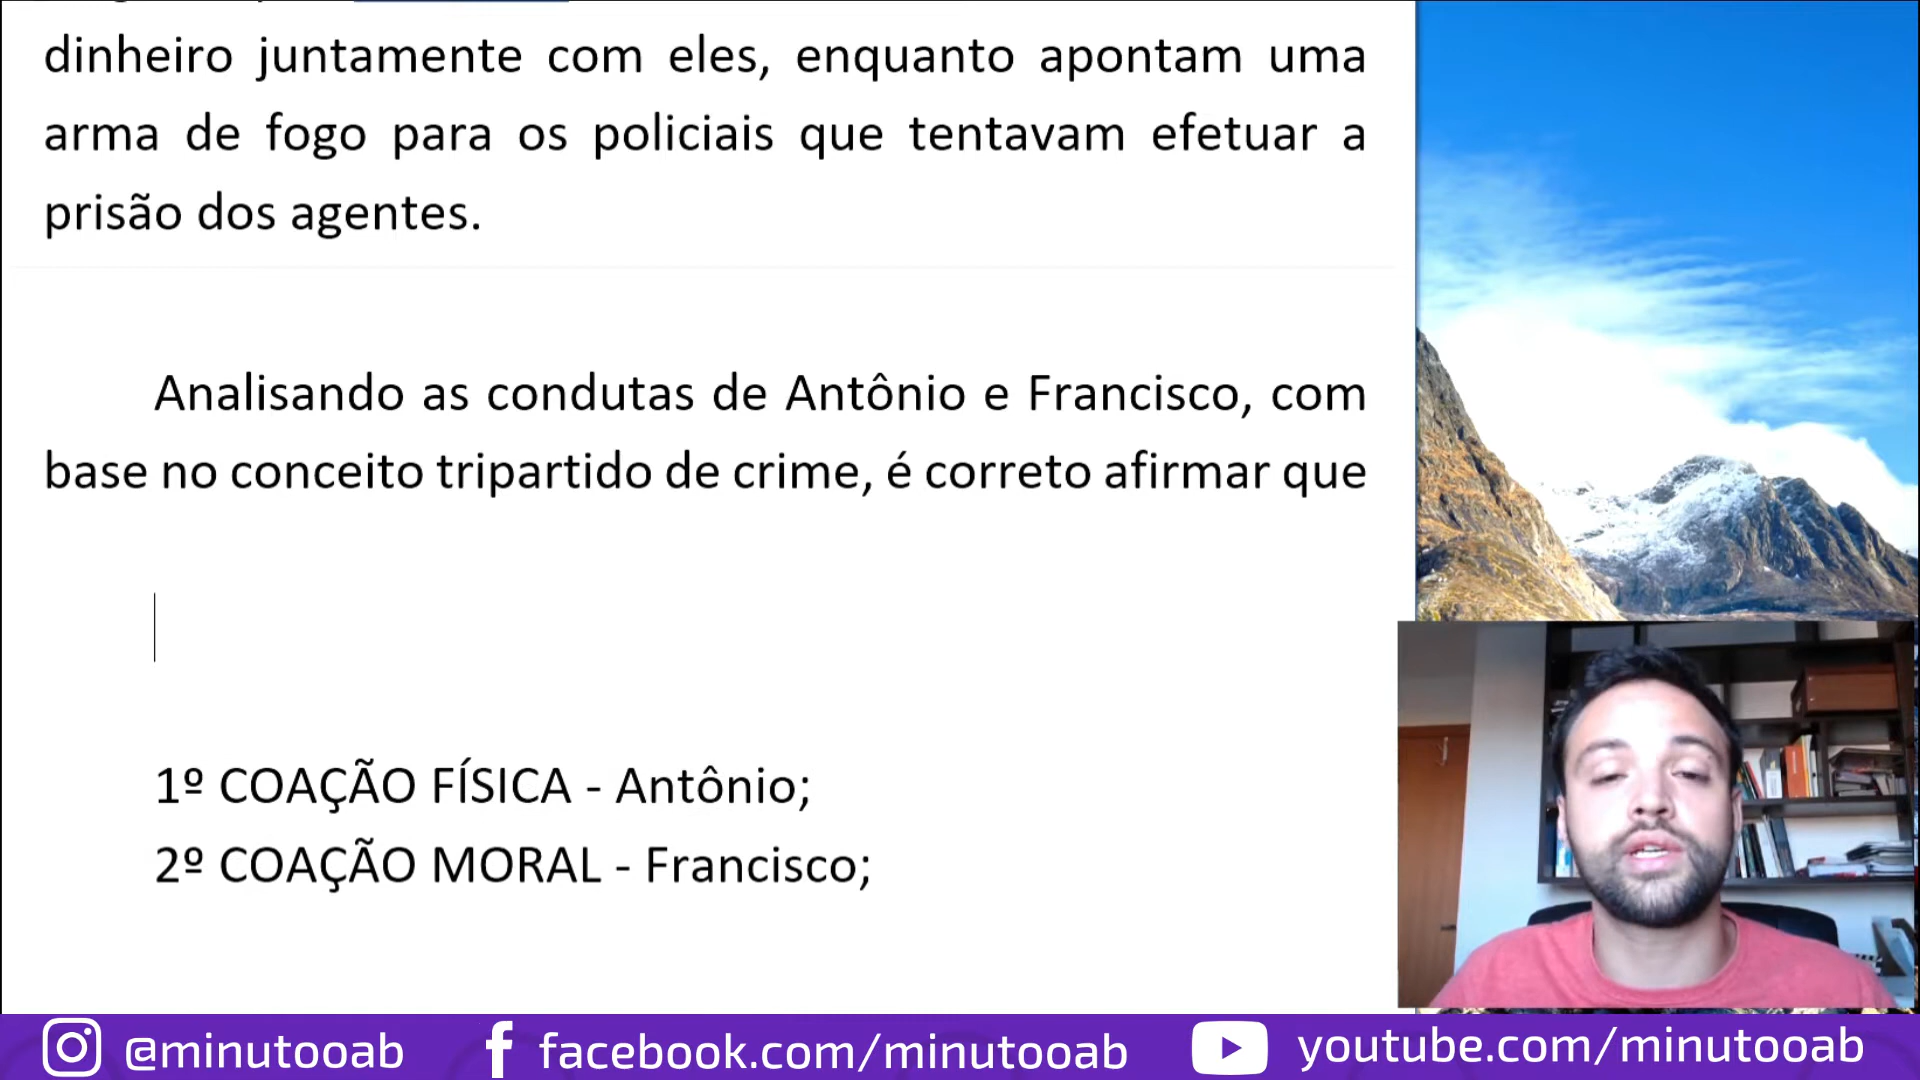 dinheiro juntamente com eles, enquanto apontam uma
arma de fogo para os policiais que tentavam efetuar a
prisão dos agentes.
Analisando as condutas de Antônio e Francisco, com
base no conceito tripartido de crime, é correto afirmar que
1º COAÇÃO FÍSICA - Antônio;
2º COAÇÃO MORAL - Francisco;
@minutooab
facebook.com/minutooab
youtube.com/minutooab